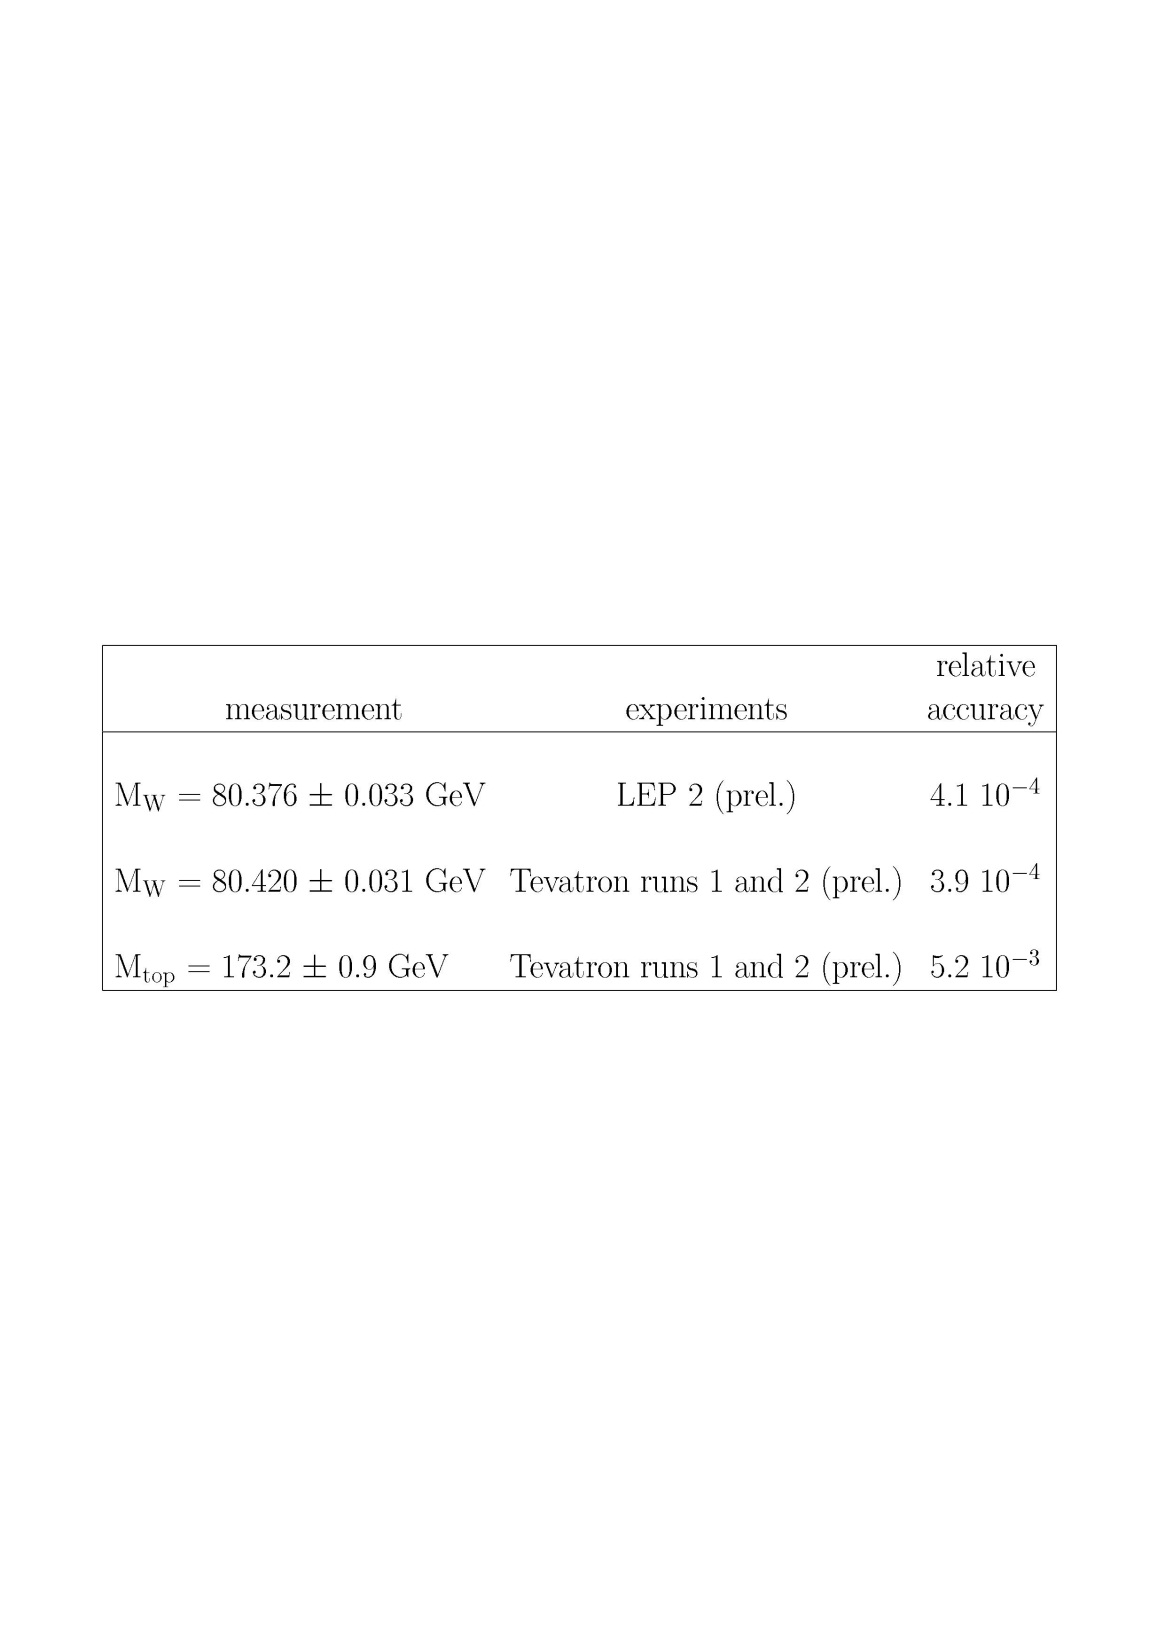 relative
measurement experiments accuracy
M_W = 80.376 ± 0.033 GeV LEP 2 (prel.) 4.1 10^{−4}
M_W = 80.420 ± 0.031 GeV Tevatron runs 1 and 2 (prel.) 3.9 10^{−4}
M_top = 173.2 ± 0.9 GeV Tevatron runs 1 and 2 (prel.) 5.2 10^{−3}